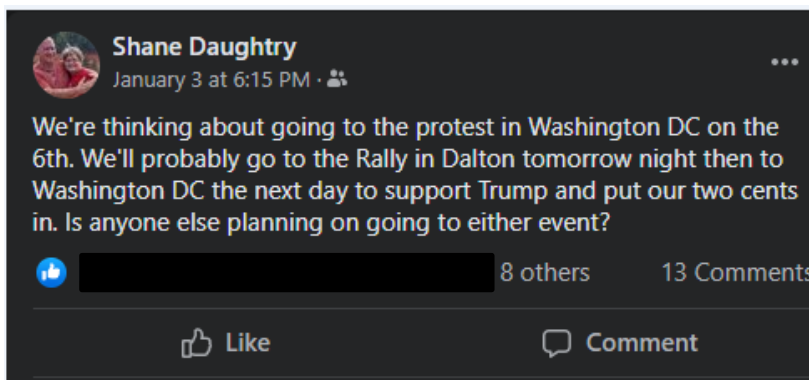 Shane Daughtry
January 3 at 6:15 PM ·
We're thinking about going to the protest in Washington DC on the
6th. We'll probably go to the Rally in Dalton tomorrow night then to
Washington DC the next day to support Trump and put our two cents
in. Is anyone else planning on going to either event?
8 others 13 Comments
Like Comment